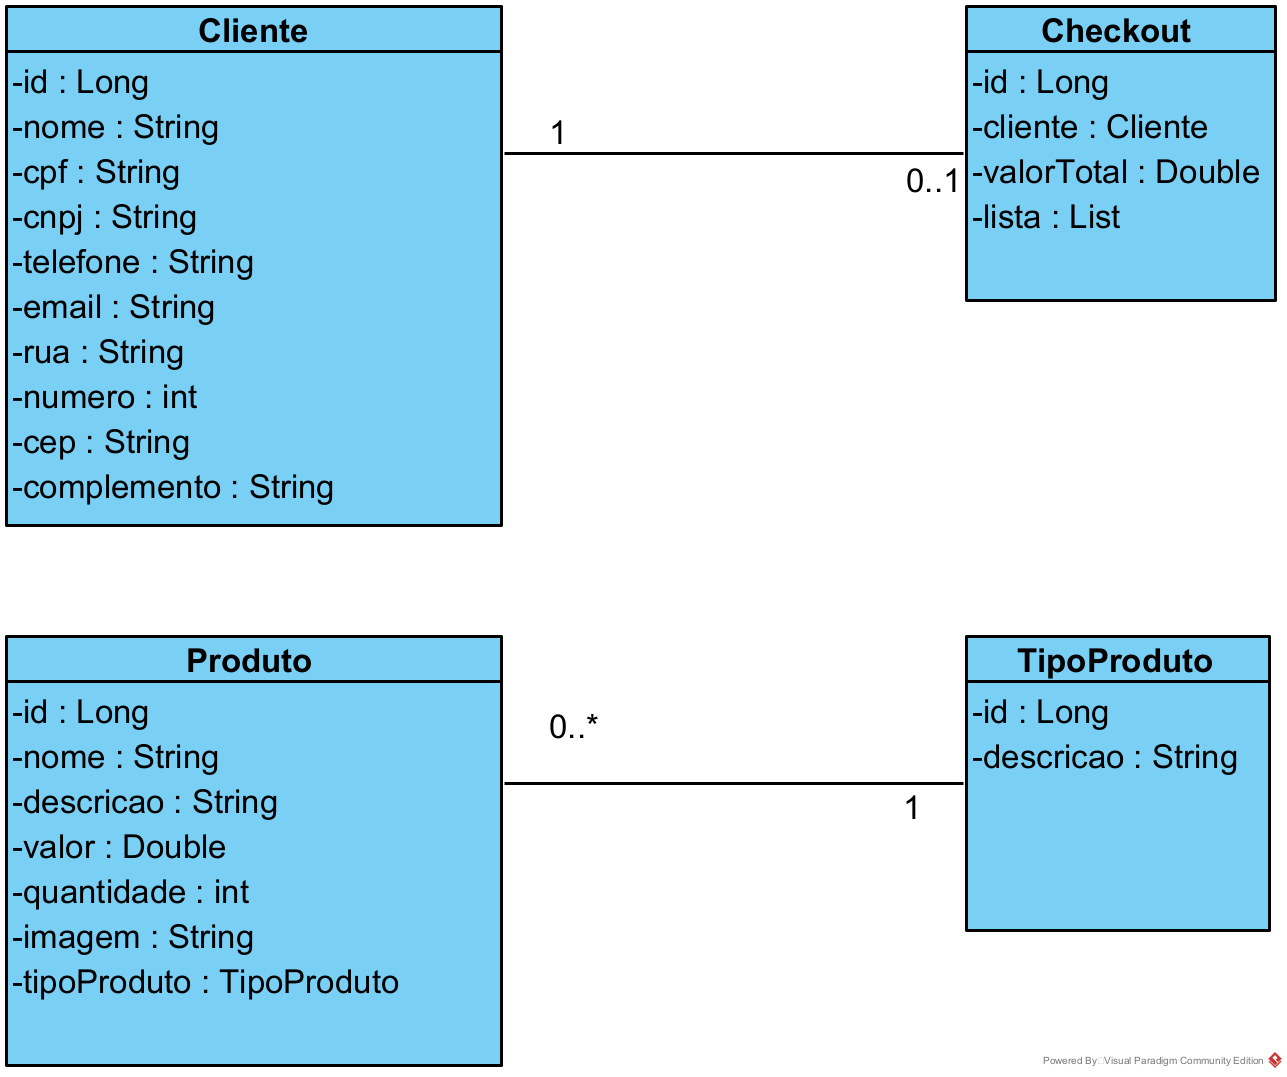 Cliente
-id : Long
-nome : String
-cpf : String
-cnpj : String
-telefone : String
-email : String
-rua : String
-numero : int
-cep : String
-complemento : String
1
0..1
Checkout
-id : Long
-cliente : Cliente
-valorTotal : Double
-lista : List
Produto
-id : Long
-nome : String
-descricao : String
-valor : Double
-quantidade : int
-imagem : String
-tipoProduto : TipoProduto
0..*
1
TipoProduto
-id : Long
-descricao : String
Powered By Visual Paradigm Community Edition